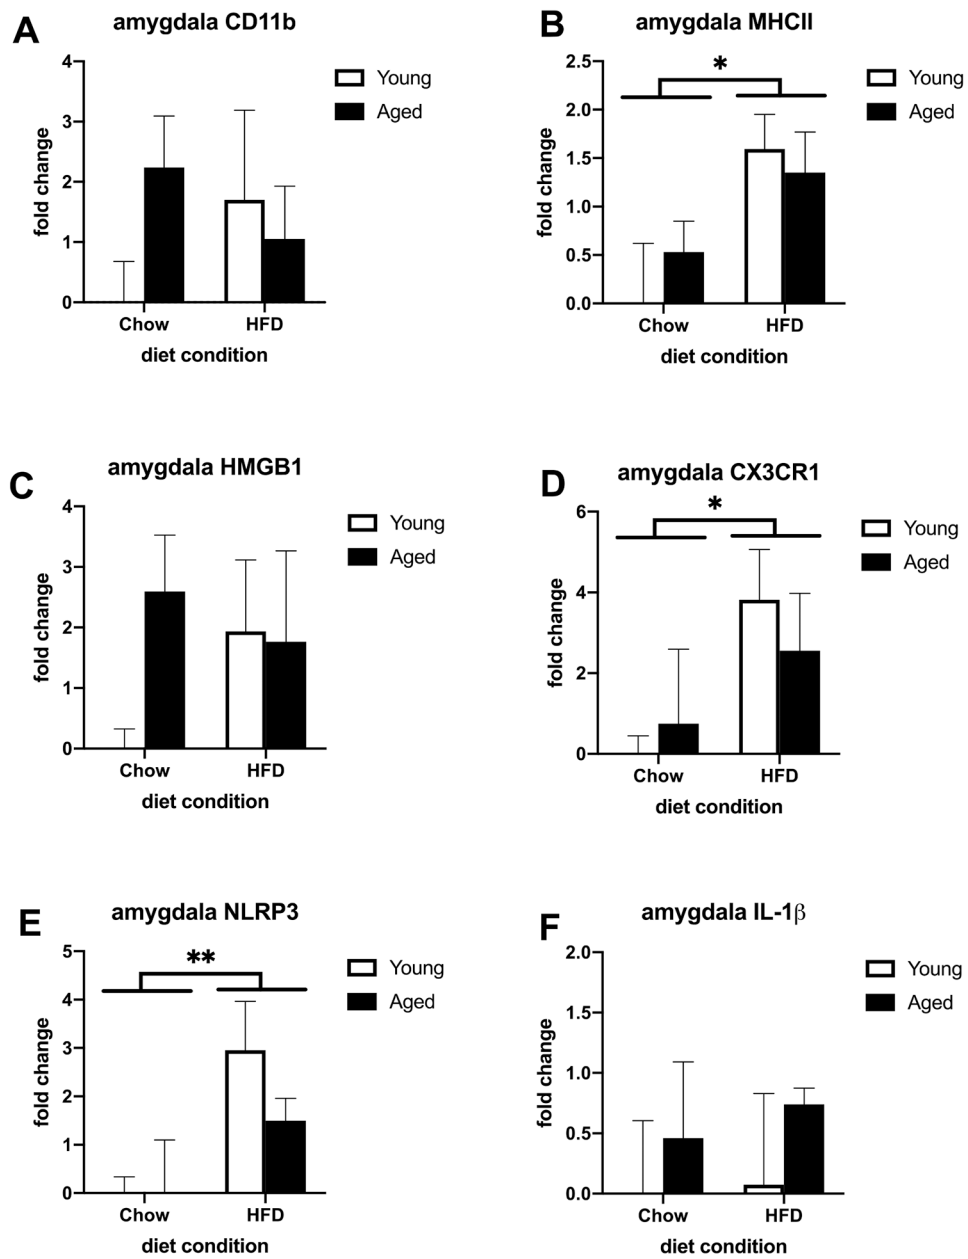 A
amygdala CD11b
fold change
4
3
2
1
0
Chow
HFD
diet condition
Young
Aged
B
amygdala MHCII
fold change
2.5
2.0
1.5
1.0
0.5
0.0
*
Chow
HFD
diet condition
Young
Aged
C
amygdala HMGB1
fold change
4
3
2
1
0
Chow
HFD
diet condition
Young
Aged
D
amygdala CX3CR1
fold change
6
4
2
0
*
Chow
HFD
diet condition
Young
Aged
E
amygdala NLRP3
fold change
5
4
3
2
1
0
**
Chow
HFD
diet condition
Young
Aged
F
amygdala IL-1β
fold change
2.0
1.5
1.0
0.5
0.0
Chow
HFD
diet condition
Young
Aged